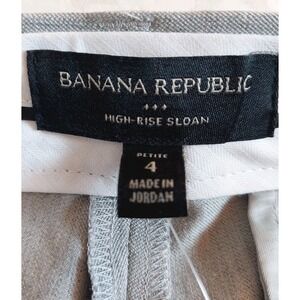 BANANA REPUBLIC
HIGH-RISE SLOAN
PETITE
4
MADE IN
JORDAN